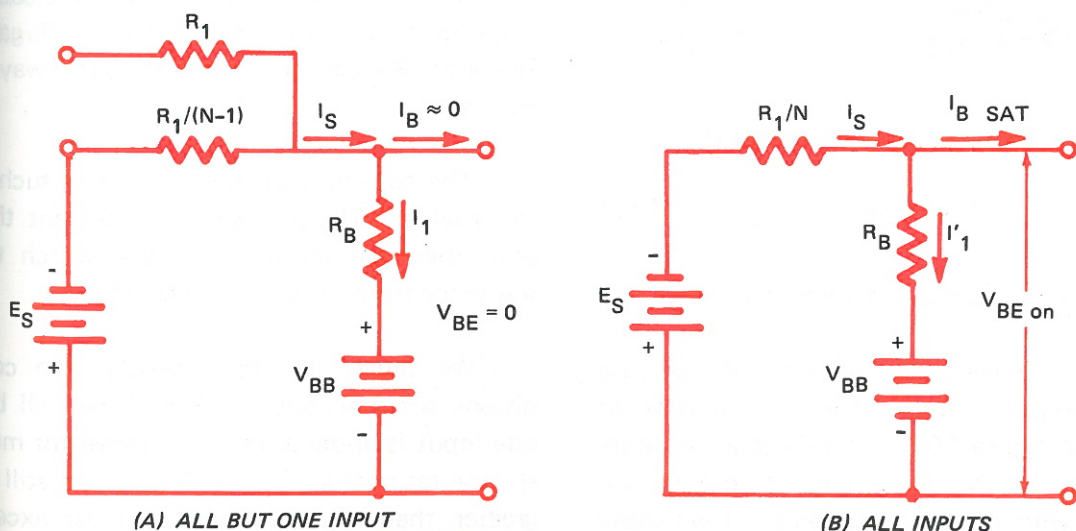 R1
R1/(N-1)
IS
IB ≈ 0
RB
I1
-
ES
+
+
VBB
-
VBE = 0
(A) ALL BUT ONE INPUT
R1/N
IS
IB SAT
RB
I'1
-
ES
+
+
VBB
-
VBE on
(B) ALL INPUTS